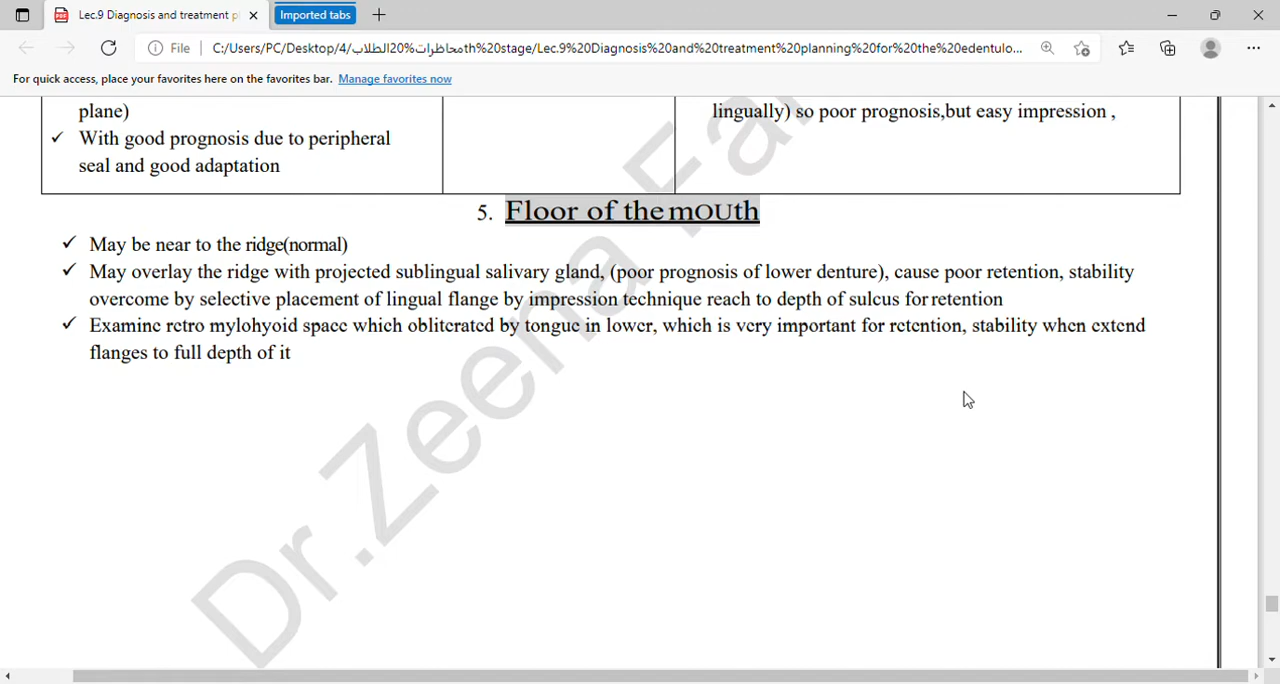 Lec.9 Diagnosis and treatment p
Imported tabs
File
C:/Users/PC/Desktop/4/محاظرات%20الطلاب/th%20stage/Lec.9%20Diagnosis%20and%20treatment%20planning%20for%20the%20edentulo...
For quick access, place your favorites here on the favorites bar. Manage favorites now
plane)
✓ With good prognosis due to peripheral
seal and good adaptation
lingually) so poor prognosis,but easy impression ,
5. Floor of the mOUth
✓ May be near to the ridge(normal)
✓ May overlay the ridge with projected sublingual salivary gland, (poor prognosis of lower denture), cause poor retention, stability
overcome by selective placement of lingual flange by impression technique reach to depth of sulcus for retention
✓ Examine retro mylohyoid space which obliterated by tongue in lower, which is very important for retention, stability when extend
flanges to full depth of it
Dr.Zeena Fa